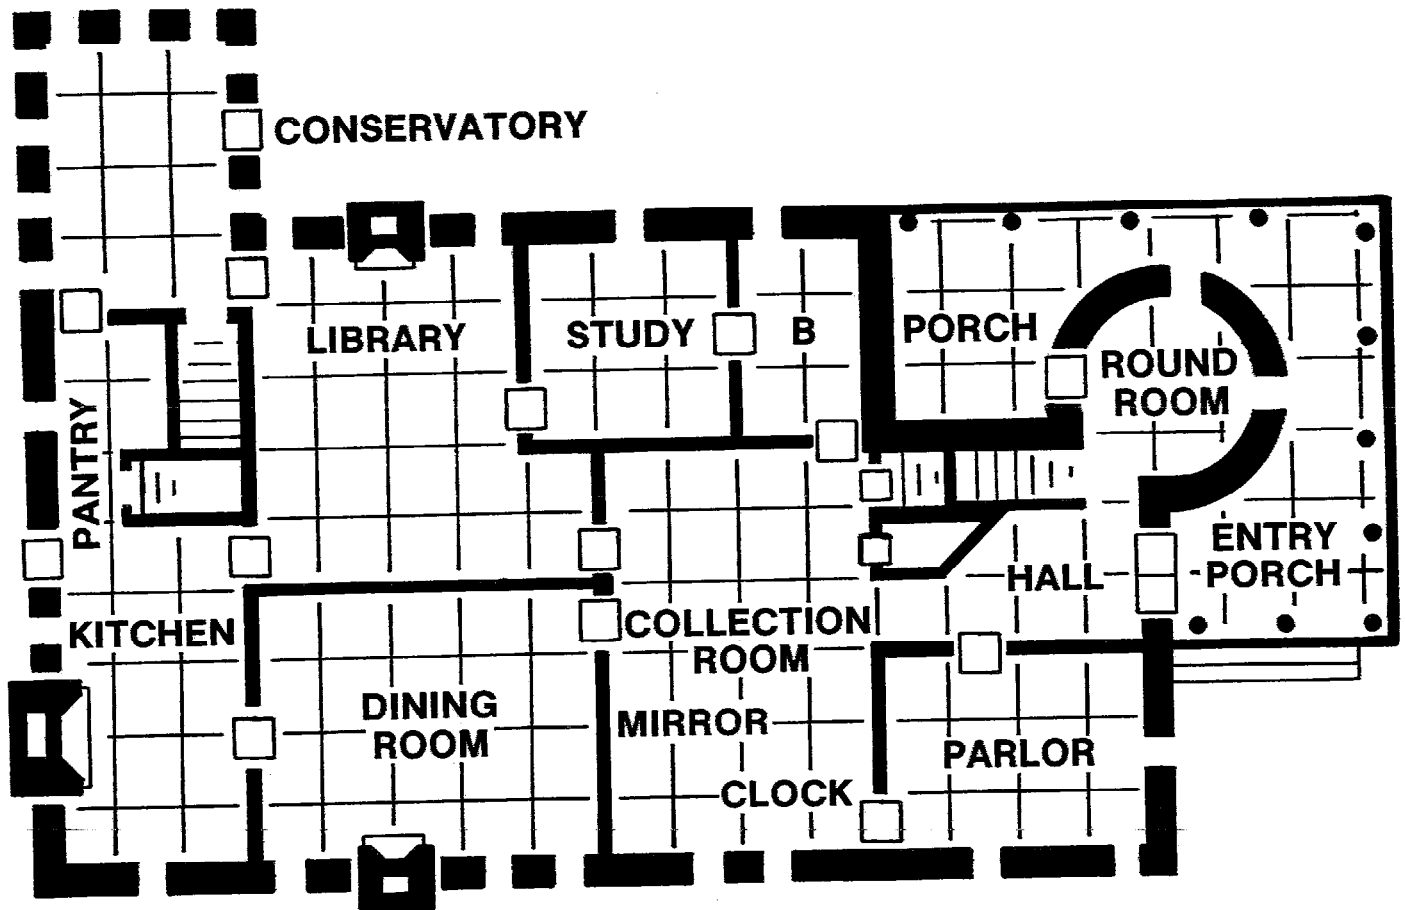 CONSERVATORY
LIBRARY
STUDY
B
PORCH
ROUND
ROOM
PANTRY
ENTRY
PORCH
HALL
KITCHEN
COLLECTION
ROOM
DINING
ROOM
MIRROR
PARLOR
CLOCK